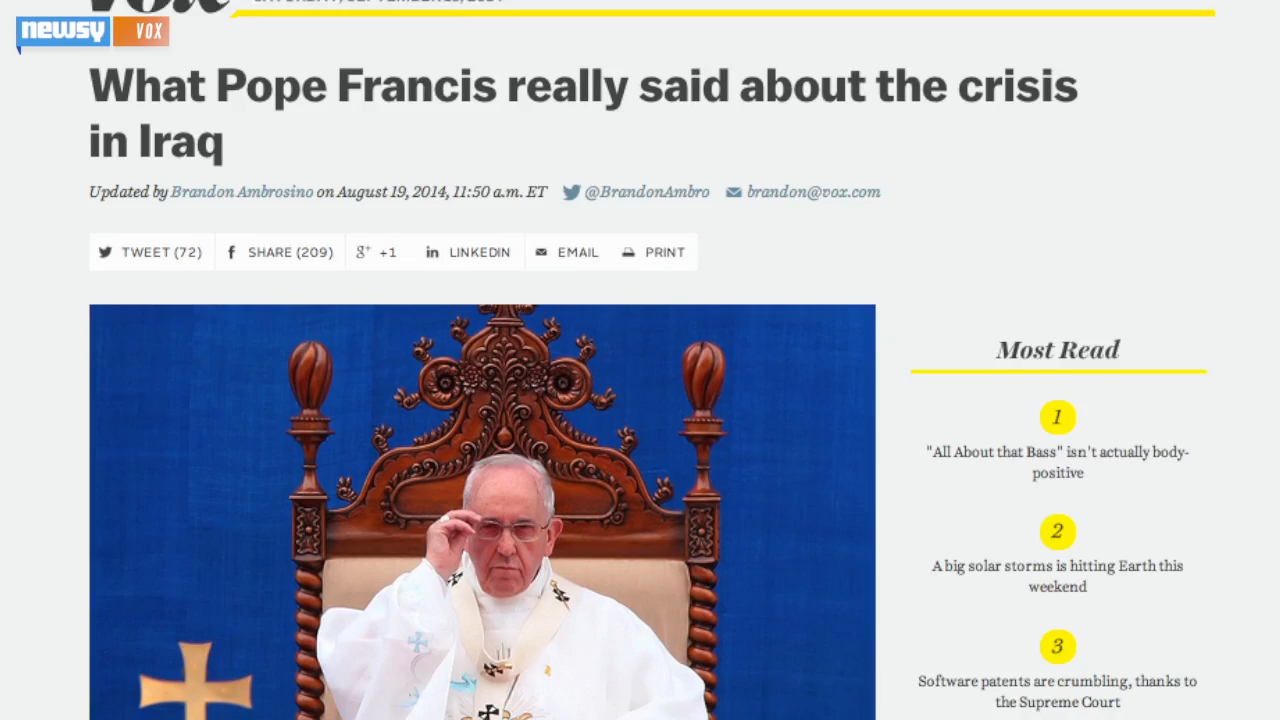 newsy VOX
What Pope Francis really said about the crisis
in Iraq
Updated by Brandon Ambrosino on August 19, 2014, 11:50 a.m. ET @BrandonAmbro brandon@vox.com
TWEET (72) SHARE (209) g+ +1 in LINKEDIN EMAIL PRINT
Most Read
1
"All About that Bass" isn't actually body-
positive
2
A big solar storms is hitting Earth this
weekend
3
Software patents are crumbling, thanks to
the Supreme Court